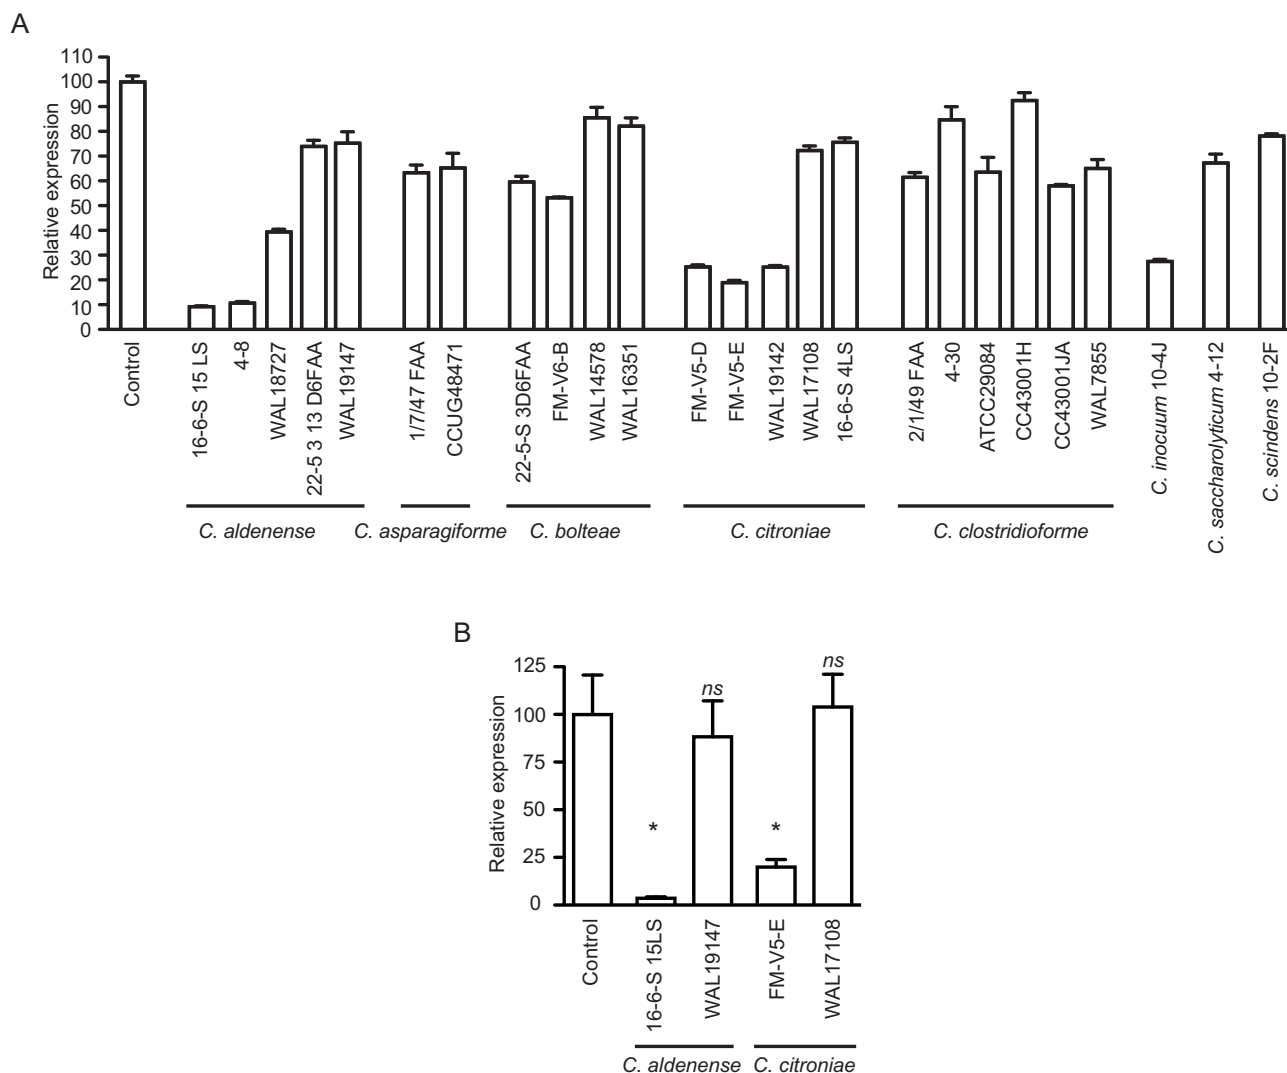 A
Relative expression
110
100
90
80
70
60
50
40
30
20
10
0
Control
16-6-S 15 LS
4-8
WAL18727
22-5 3 13 D6FAA
WAL19147
1/7/47 FAA
CCUG48471
22-5-S 3D6FAA
FM-V6-B
WAL14578
WAL16351
FM-V5-D
FM-V5-E
WAL19142
WAL17108
16-6-S 4LS
2/1/49 FAA
4-30
ATCC29084
CC43001H
CC43001JA
WAL7855
C. inocuum 10-4J
C. saccharolyticum 4-12
C. scindens 10-2F
C. aldenense
C. asparagiforme
C. bolteae
C. citroniae
C. clostridioforme
B
Relative expression
125
100
75
50
25
0
*
ns
*
ns
Control
16-6-S 15LS
WAL19147
FM-V5-E
WAL17108
C. aldenense
C. citroniae